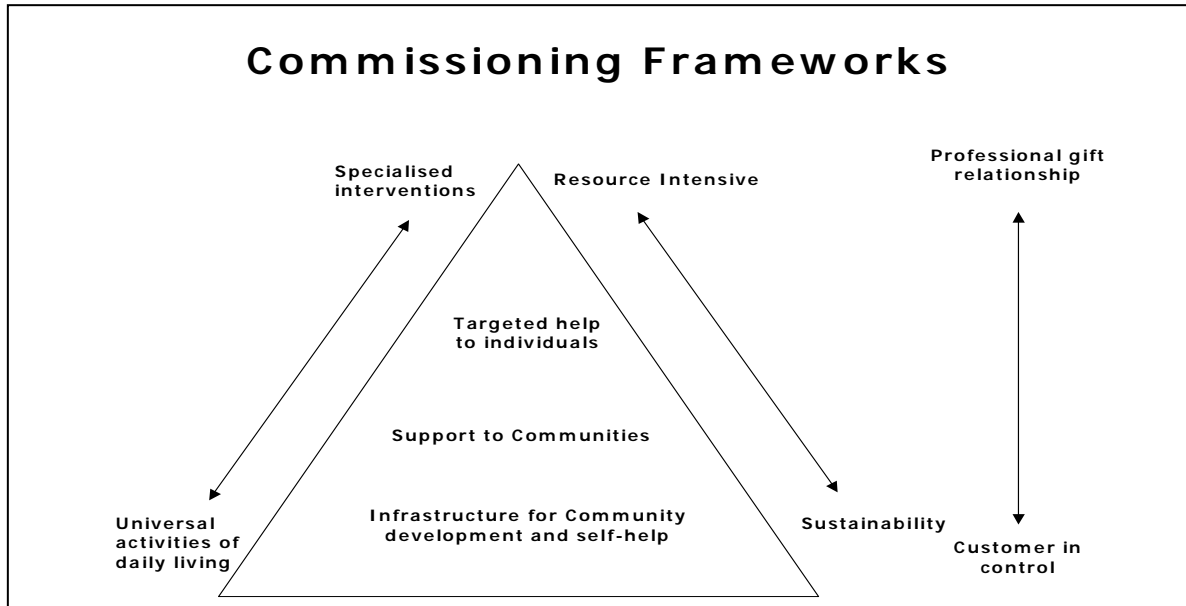 Commissioning Frameworks
Specialised
interventions
Resource Intensive
Professional gift
relationship
Targeted help
to individuals
Support to Communities
Infrastructure for Community
development and self-help
Universal
activities of
daily living
Sustainability
Customer in
control